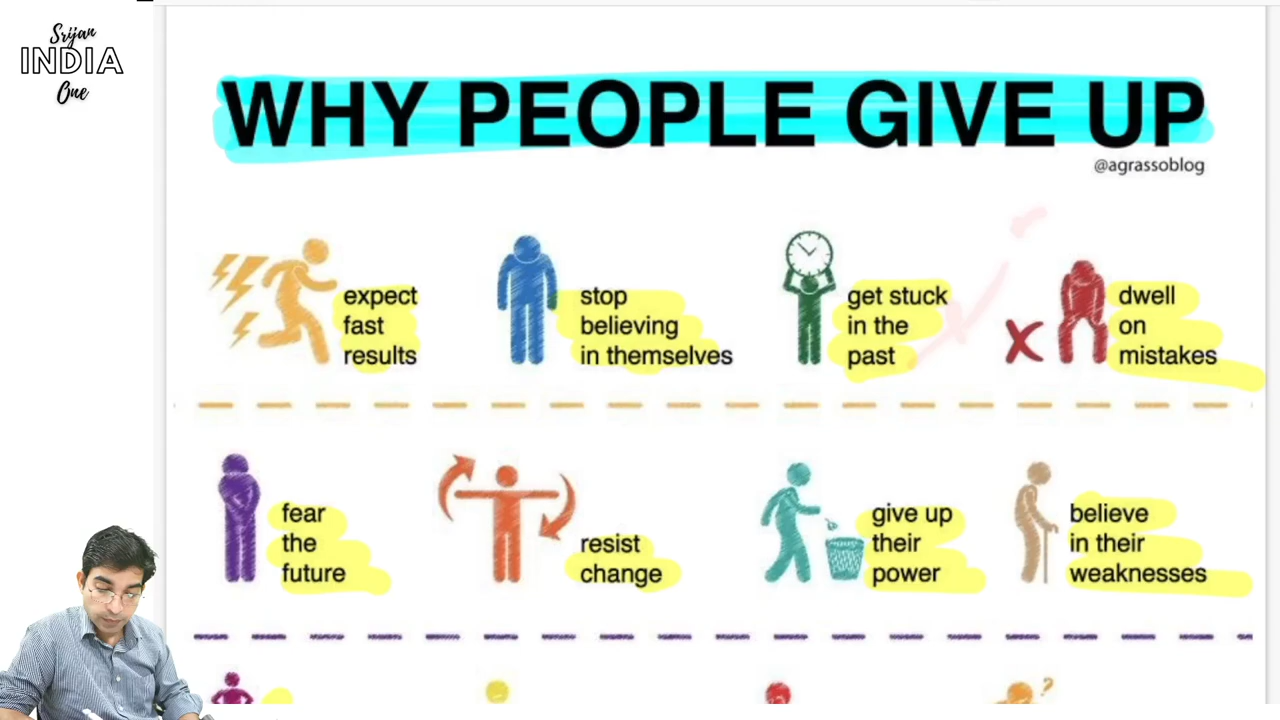 Srijan
INDIA
One
WHY PEOPLE GIVE UP
@agrassoblog
expect
fast
results
stop
believing
in themselves
get stuck
in the
past
X
dwell
on
mistakes
fear
the
future
resist
change
give up
their
power
believe
in their
weaknesses
?